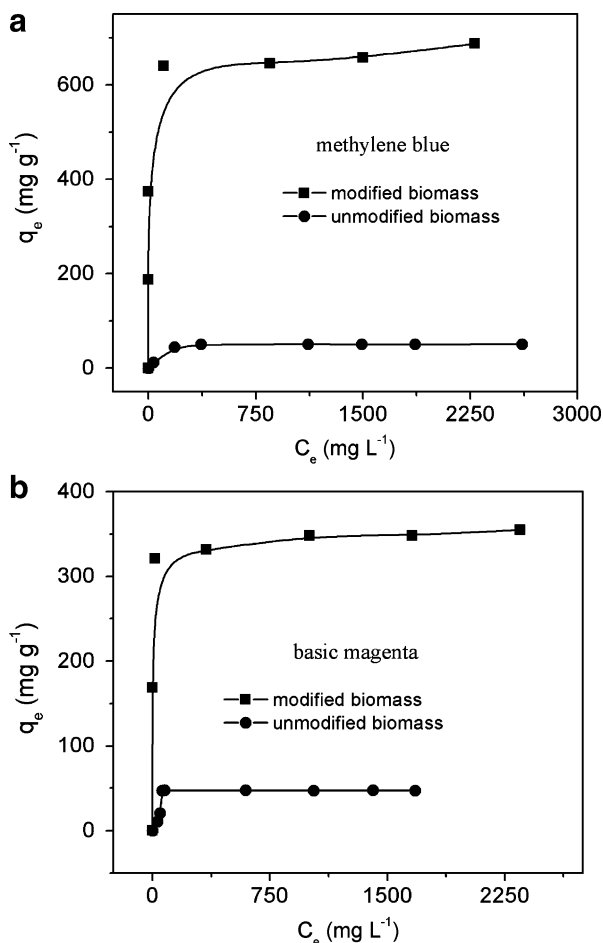 a
600
400
200
0
q_e (mg g⁻¹)
methylene blue
modified biomass
unmodified biomass
0 750 1500 2250 3000
C_e (mg L⁻¹)
b
400
300
200
100
0
q_e (mg g⁻¹)
basic magenta
modified biomass
unmodified biomass
0 750 1500 2250
C_e (mg L⁻¹)